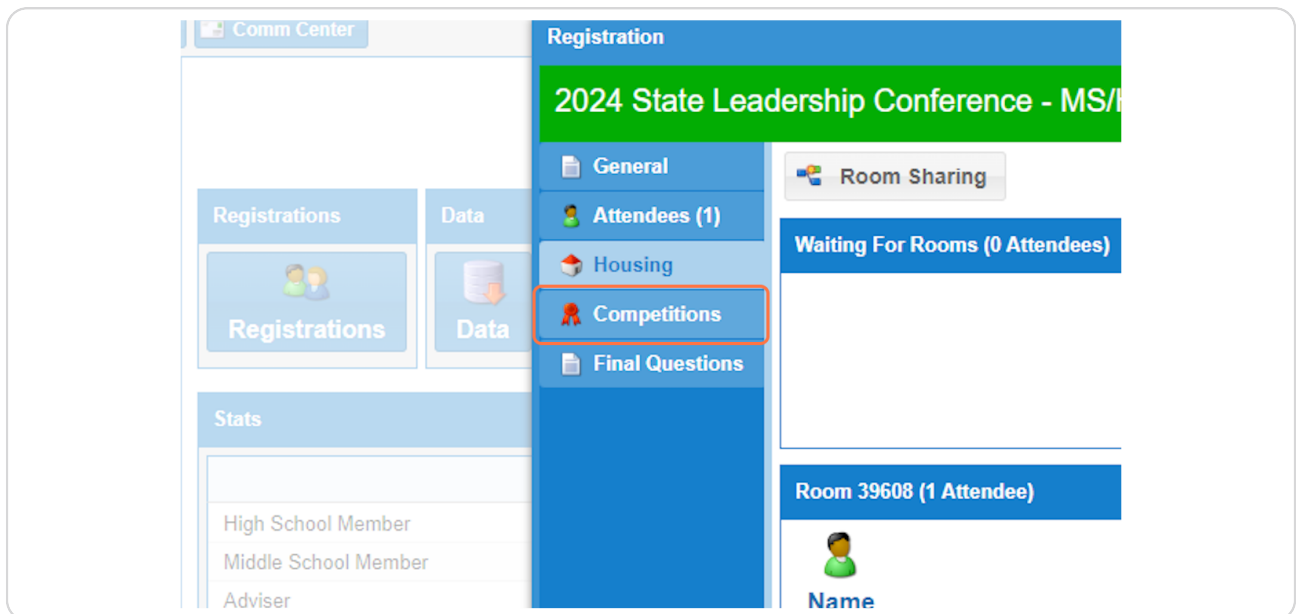 Comm Center
Registrations
Data
Registrations
Data
Stats
High School Member
Middle School Member
Adviser
Registration
2024 State Leadership Conference - MS/
General
Attendees (1)
Housing
Competitions
Final Questions
Room Sharing
Waiting For Rooms (0 Attendees)
Room 39608 (1 Attendee)
Name